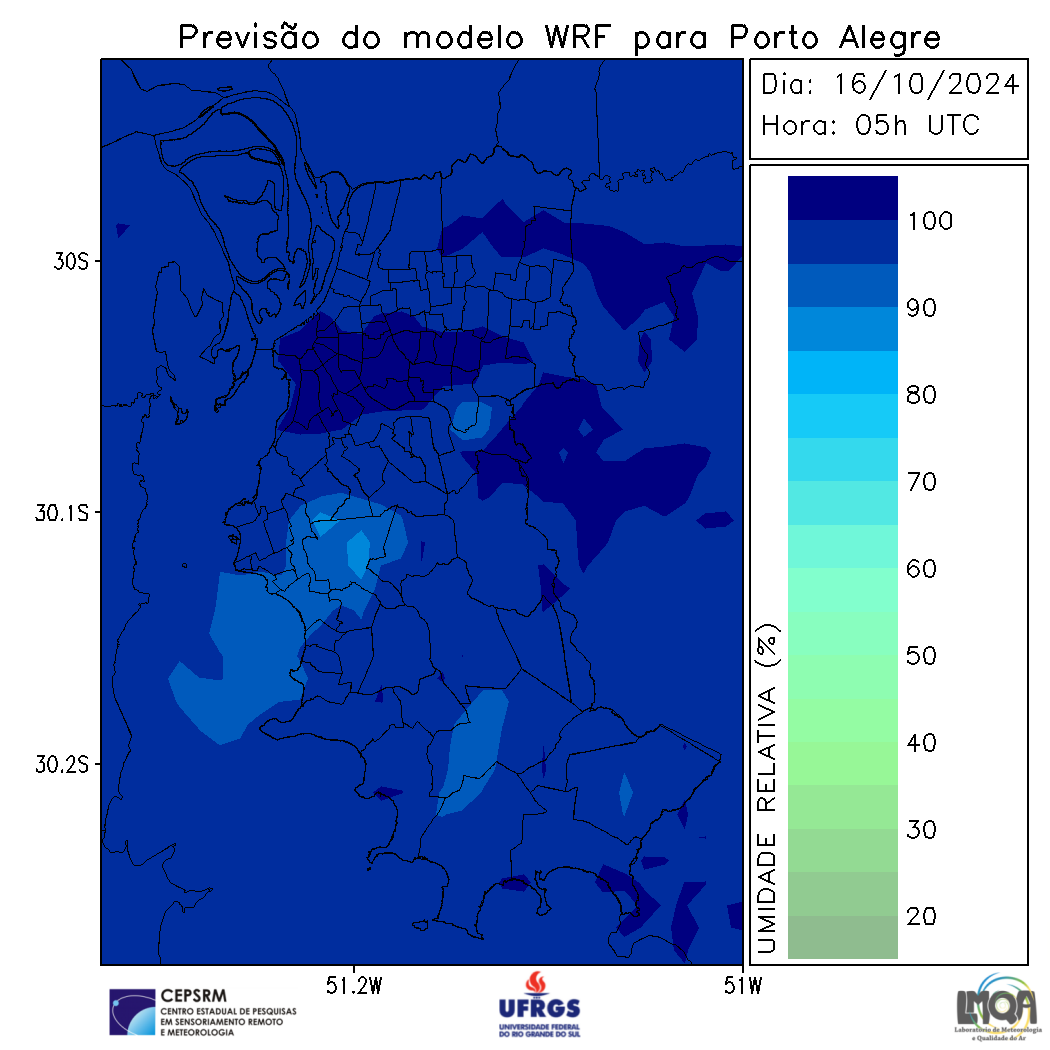 Previsão do modelo WRF para Porto Alegre
Dia: 16/10/2024
Hora: 05h UTC
30S
30.1S
30.2S
51.2W
51W
UMIDADE RELATIVA (%)
100
90
80
70
60
50
40
30
20
CEPSRM
CENTRO ESTADUAL DE PESQUISAS
EM SENSORIAMENTO REMOTO
E METEOROLOGIA
UFRGS
UNIVERSIDADE FEDERAL
DO RIO GRANDE DO SUL
LMQA
Laboratório de Meteorologia
e Qualidade do Ar